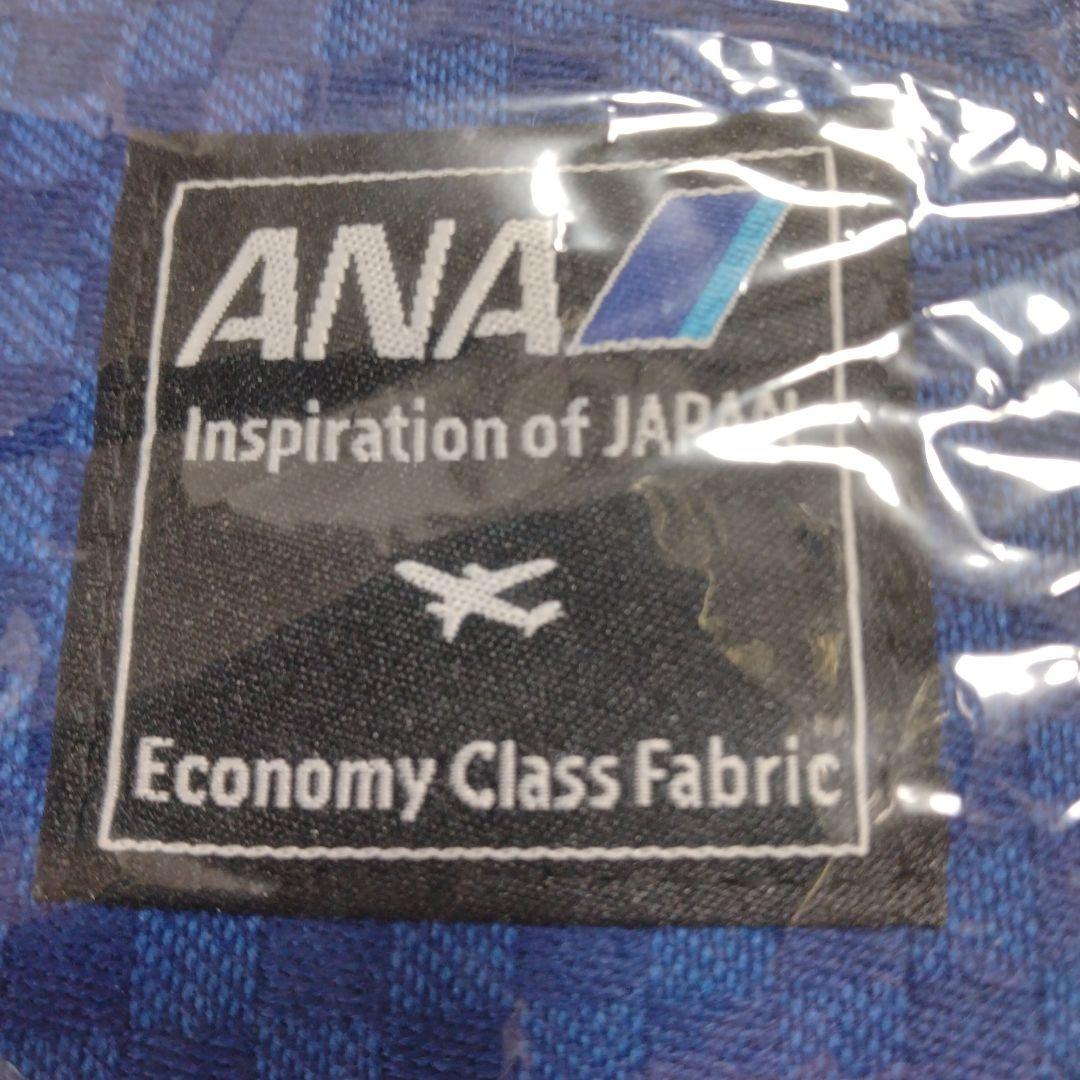 ANA
Inspiration of JAPAN
Economy Class Fabric